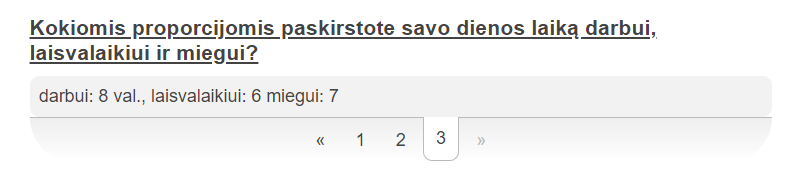 Kokiomis proporcijomis paskirstote savo dienos laiką darbui,
laisvalaikiui ir miegui?
darbui: 8 val., laisvalaikiui: 6 miegui: 7
« 1 2 3 »